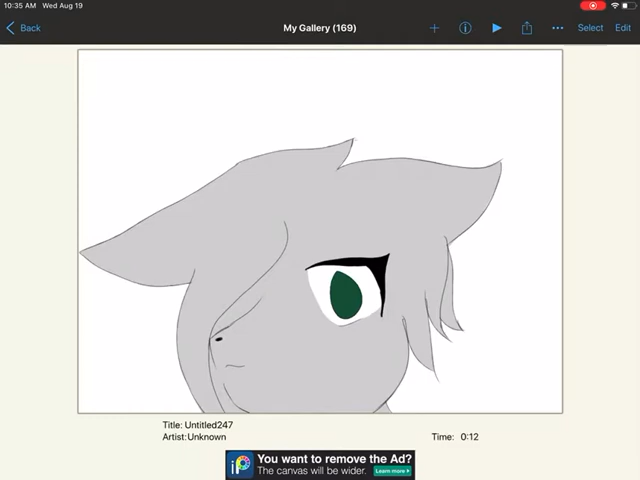 10:35 AM Wed Aug 19
Back
My Gallery (169)
Select
Edit
Title: Untitled247
Artist:Unknown
Time: 0:12
iP
You want to remove the Ad?
The canvas will be wider.
Learn more